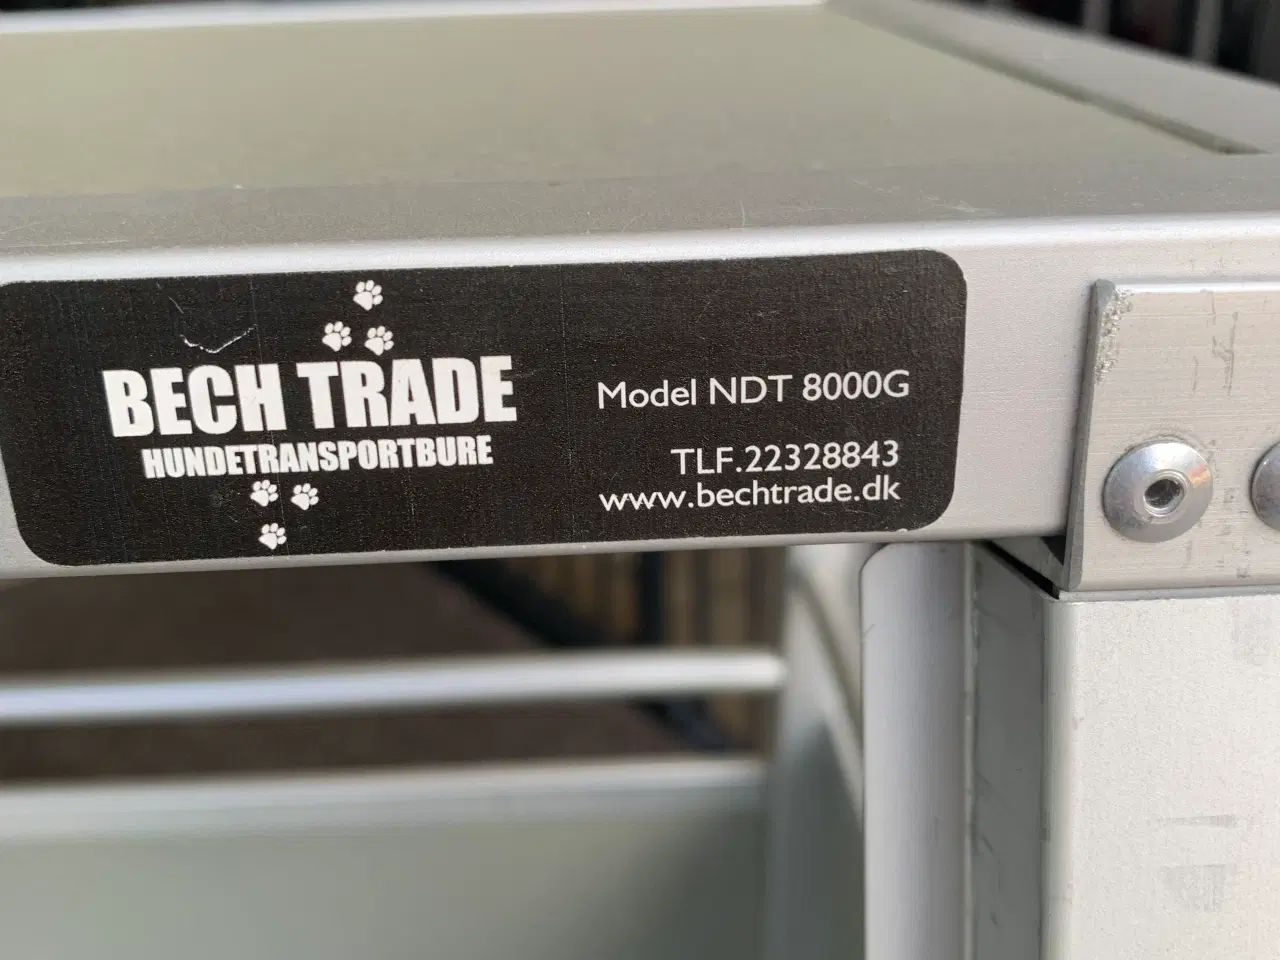 BECH TRADE
HUNDETRANSPORTBURE
Model NDT 8000G
TLF.22328843
www.bechtrade.dk